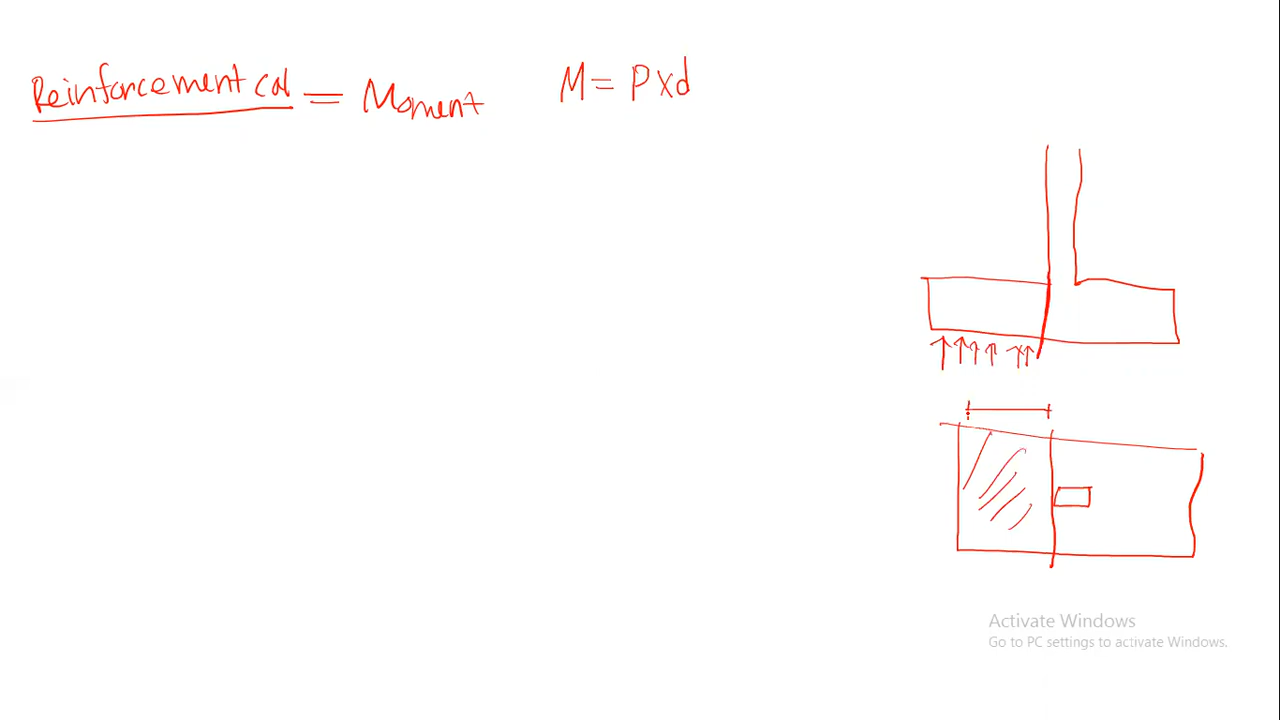 Reinforcement cal = Moment M = P x d
Activate Windows
Go to PC settings to activate Windows.